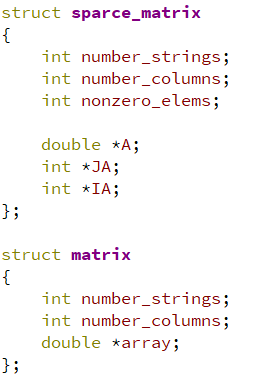 struct sparce_matrix
{
    int number_strings;
    int number_columns;
    int nonzero_elems;

    double *A;
    int *JA;
    int *IA;
};

struct matrix
{
    int number_strings;
    int number_columns;
    double *array;
};